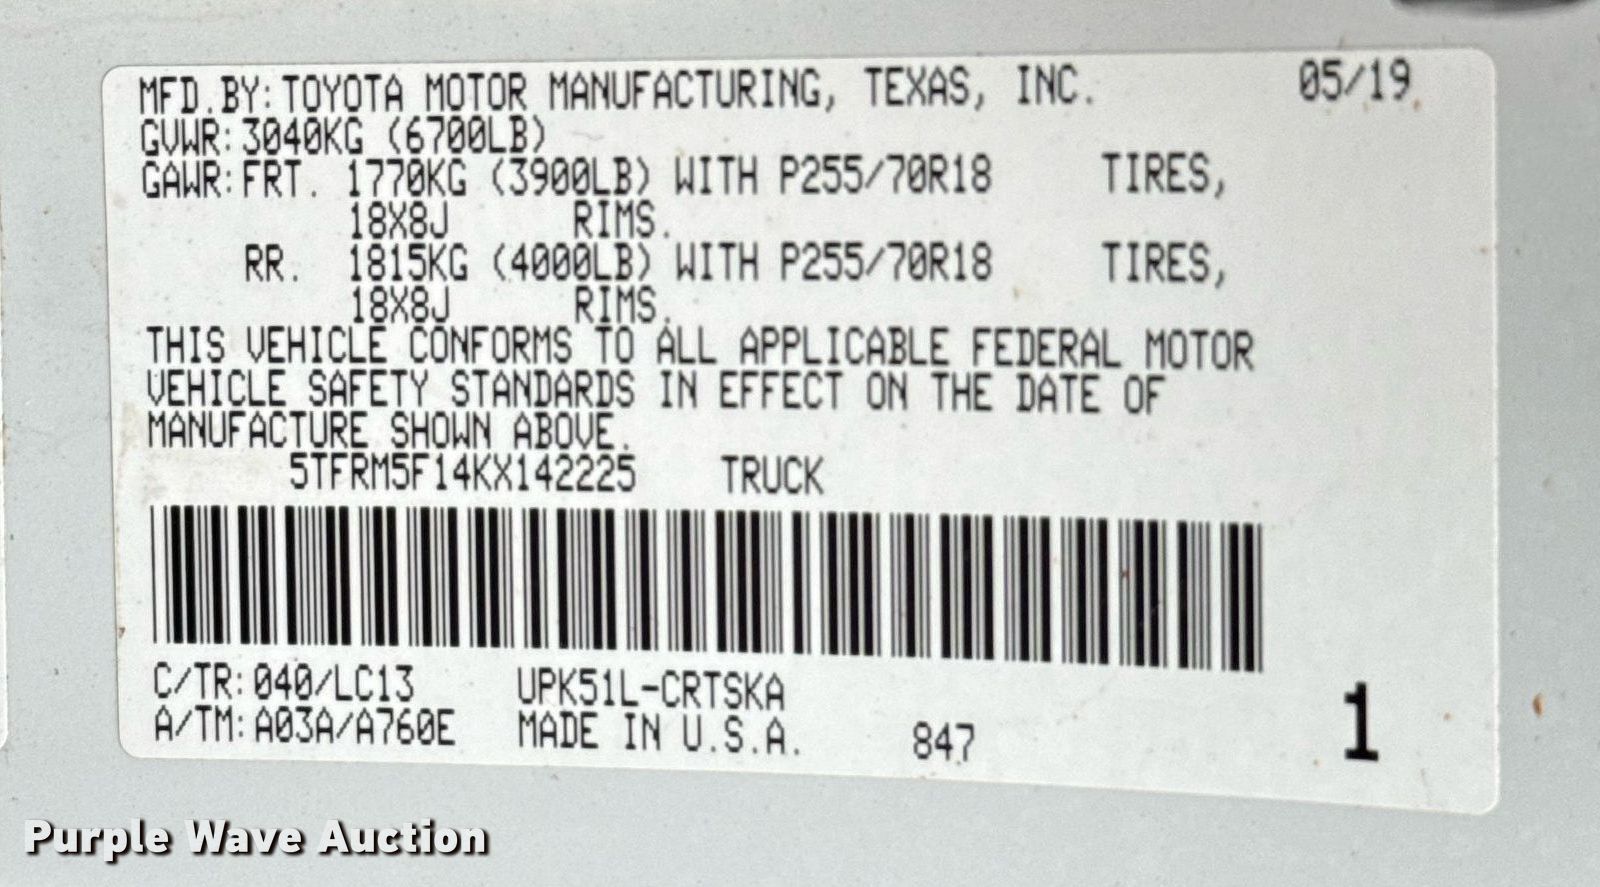 MFD.BY:TOYOTA MOTOR MANUFACTURING, TEXAS, INC. 05/19
GVWR:3040KG (6700LB)
GAWR:FRT. 1770KG (3900LB) WITH P255/70R18 TIRES,
18X8J RIMS.
RR. 1815KG (4000LB) WITH P255/70R18 TIRES,
18X8J RIMS.
THIS VEHICLE CONFORMS TO ALL APPLICABLE FEDERAL MOTOR
VEHICLE SAFETY STANDARDS IN EFFECT ON THE DATE OF
MANUFACTURE SHOWN ABOVE.
5TFRM5F14KX142225 TRUCK
C/TR:040/LC13 UPK51L-CRTSKA
A/TM:A03A/A760E MADE IN U.S.A. 847 1
Purple Wave Auction